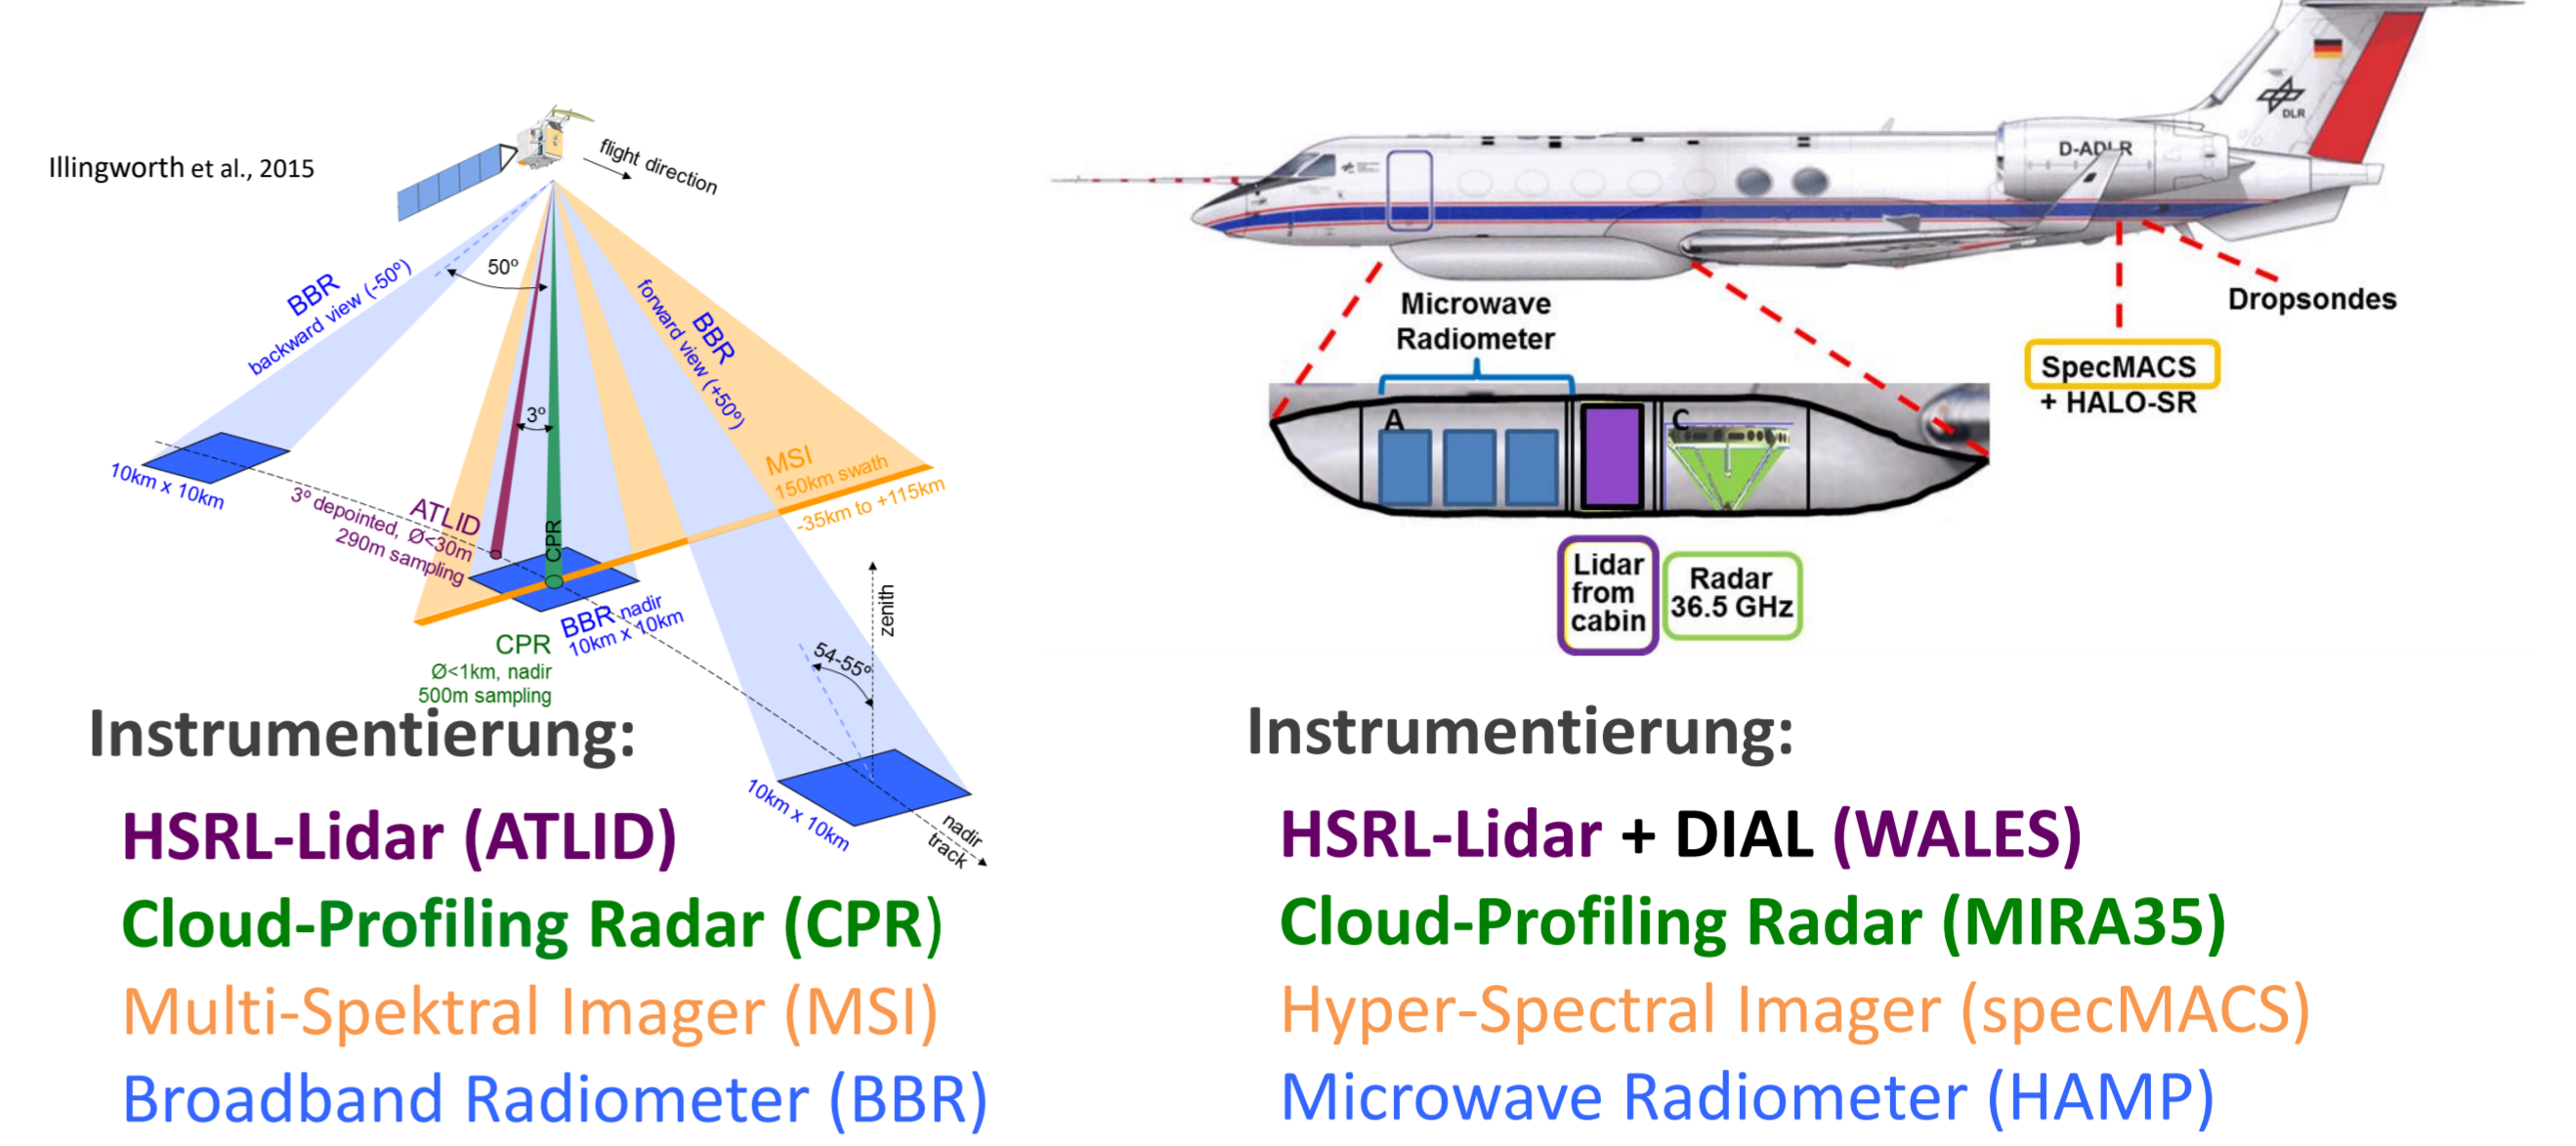 Illingworth et al., 2015
flight direction
50°
BBR
backward view (-50°)
BBR
forward view (+50°)
3°
10km x 10km
MSI
150km swath
-35km to +115km
ATLID
3° depointed, Ø<30m
290m sampling
CPR
BBR nadir
10km x 10km
CPR
Ø<1km, nadir
500m sampling
zenith
54-55°
10km x 10km
nadir
track
Instrumentierung:
HSRL-Lidar (ATLID)
Cloud-Profiling Radar (CPR)
Multi-Spektral Imager (MSI)
Broadband Radiometer (BBR)
DLR
D-ADLR
Microwave
Radiometer
Dropsondes
SpecMACS
+ HALO-SR
A
C
Lidar
from
cabin
Radar
36.5 GHz
Instrumentierung:
HSRL-Lidar + DIAL (WALES)
Cloud-Profiling Radar (MIRA35)
Hyper-Spectral Imager (specMACS)
Microwave Radiometer (HAMP)